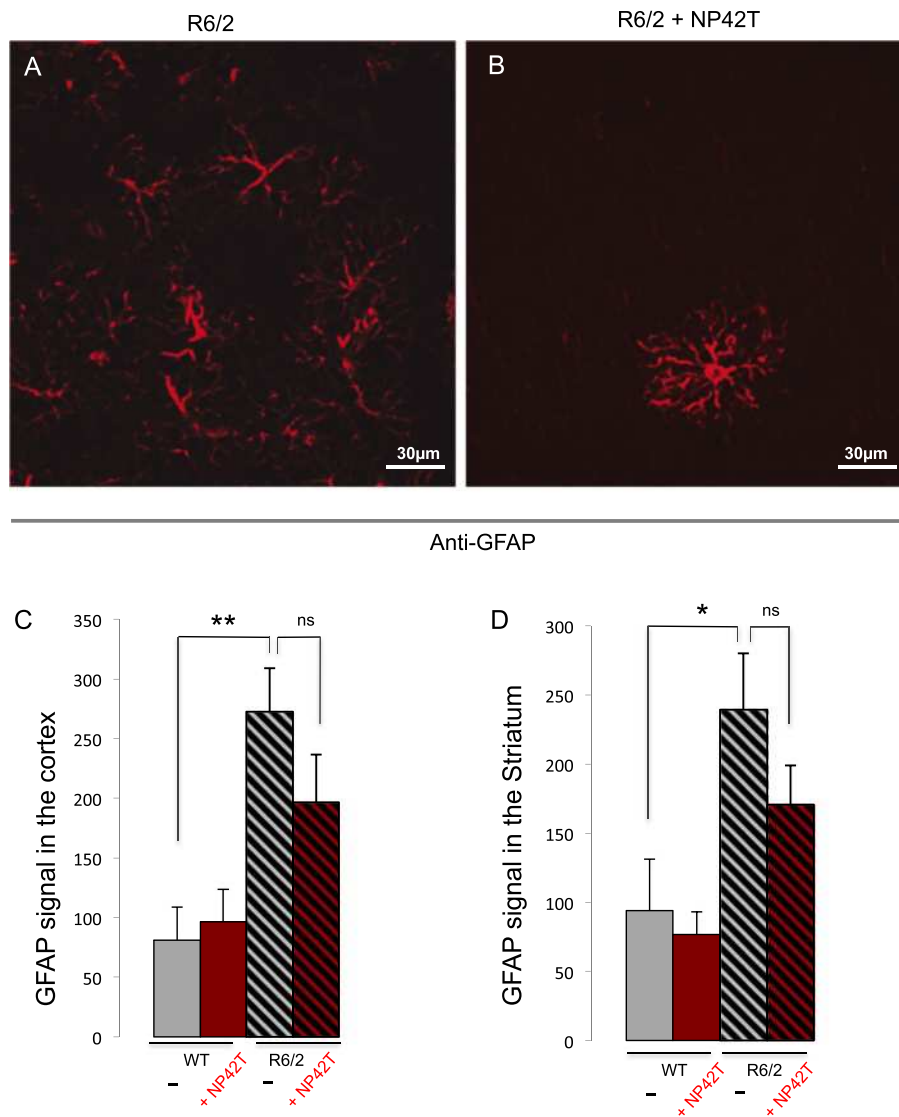 R6/2
R6/2 + NP42T
A
B
30µm
30µm
Anti-GFAP
C
GFAP signal in the cortex
350
300
250
200
150
100
50
0
**
ns
WT
R6/2
–
+ NP42T
–
+ NP42T
D
GFAP signal in the Striatum
300
250
200
150
100
50
0
*
ns
WT
R6/2
–
+ NP42T
–
+ NP42T